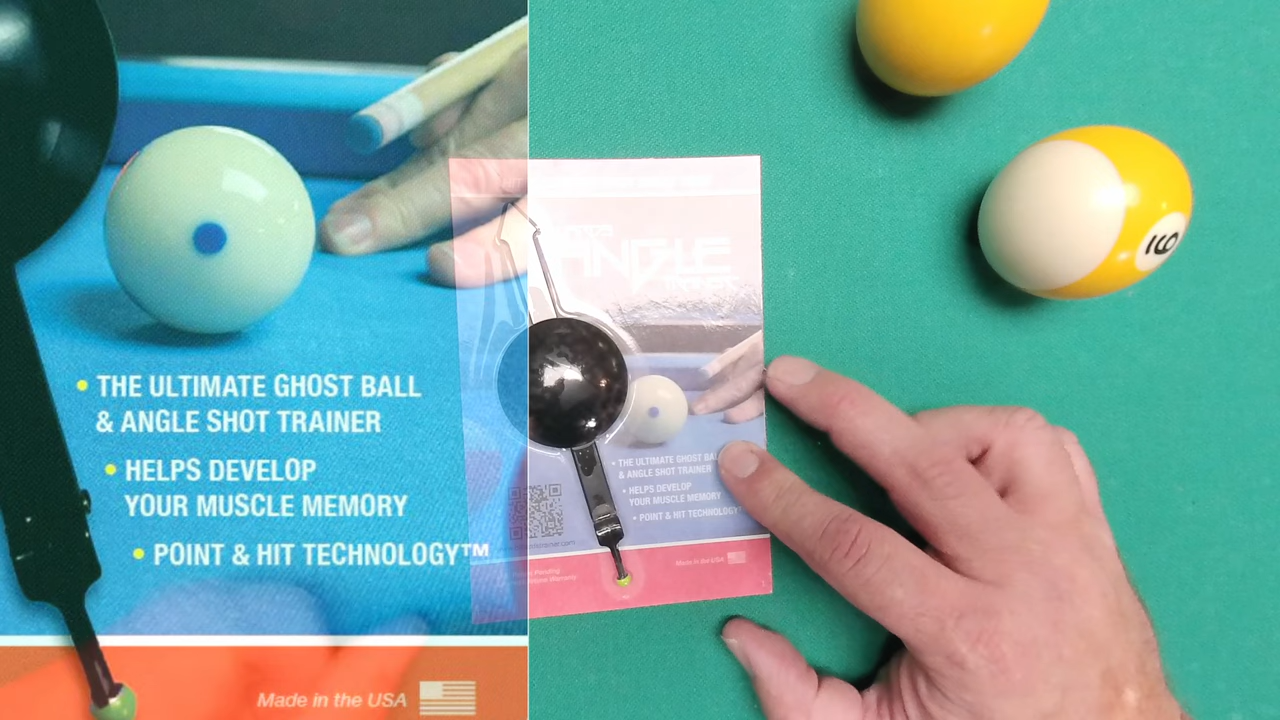 THE ULTIMATE GHOST BALL
& ANGLE SHOT TRAINER
HELPS DEVELOP
YOUR MUSCLE MEMORY
POINT & HIT TECHNOLOGY™
Made in the USA
ANGLE
• THE ULTIMATE GHOST
& ANGLE SHOT TRAINER
• HELPS DEVELOP
YOUR MUSCLE MEMORY
• POINT & HIT TECHNOLOGY
Made in the USA
9